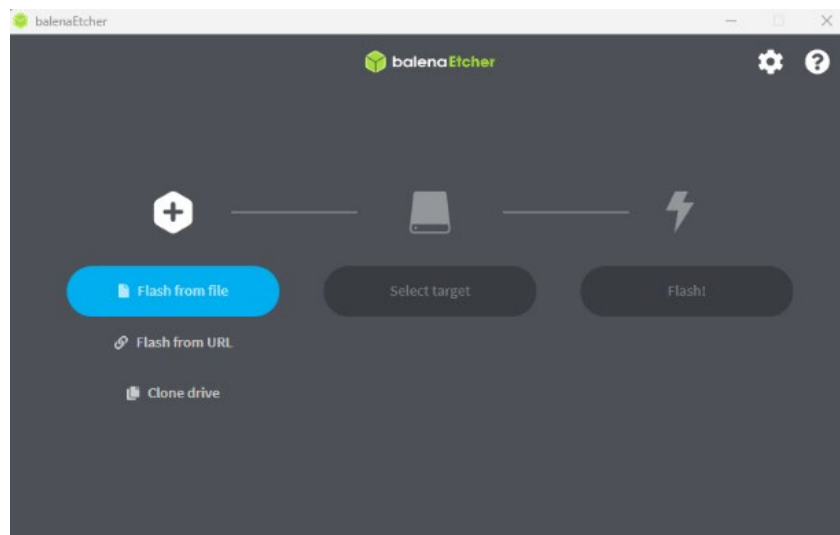 balenaEtcher
balenaEtcher
Flash from file
Select target
Flash!
Flash from URL
Clone drive